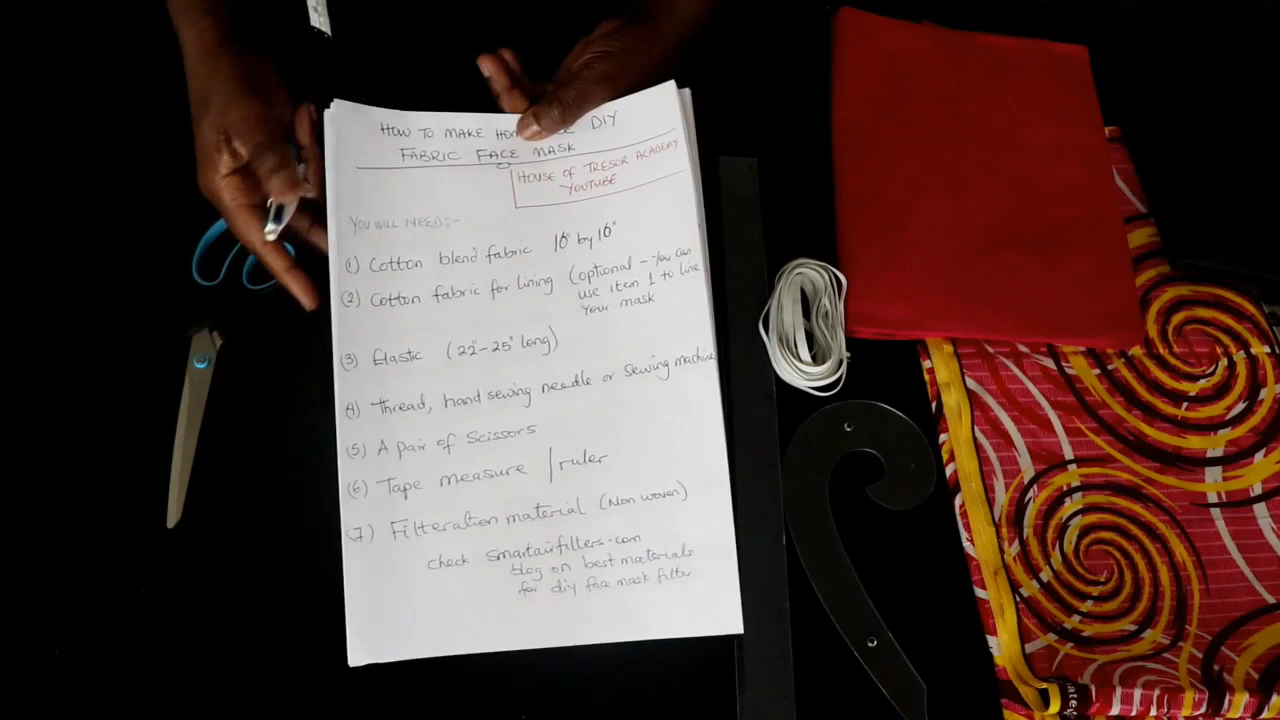 HOW TO MAKE DIY
FABRIC FACE MASK
HOUSE OF TRESOR ACADEMY
YOUTUBE
YOU WILL NEED:-
(1) Cotton blend fabric 16" by 16"
(2) Cotton fabric for lining (optional - You can
use item 1 to line
your mask
(3) Elastic (22"-25" long)
(4) Thread, hand sewing needle or sewing machine
(5) A pair of Scissors
(6) Tape measure / ruler
(7) Filteration material (Non woven)
check smartairfilters.com
blog on best materials
for diy face mask filter